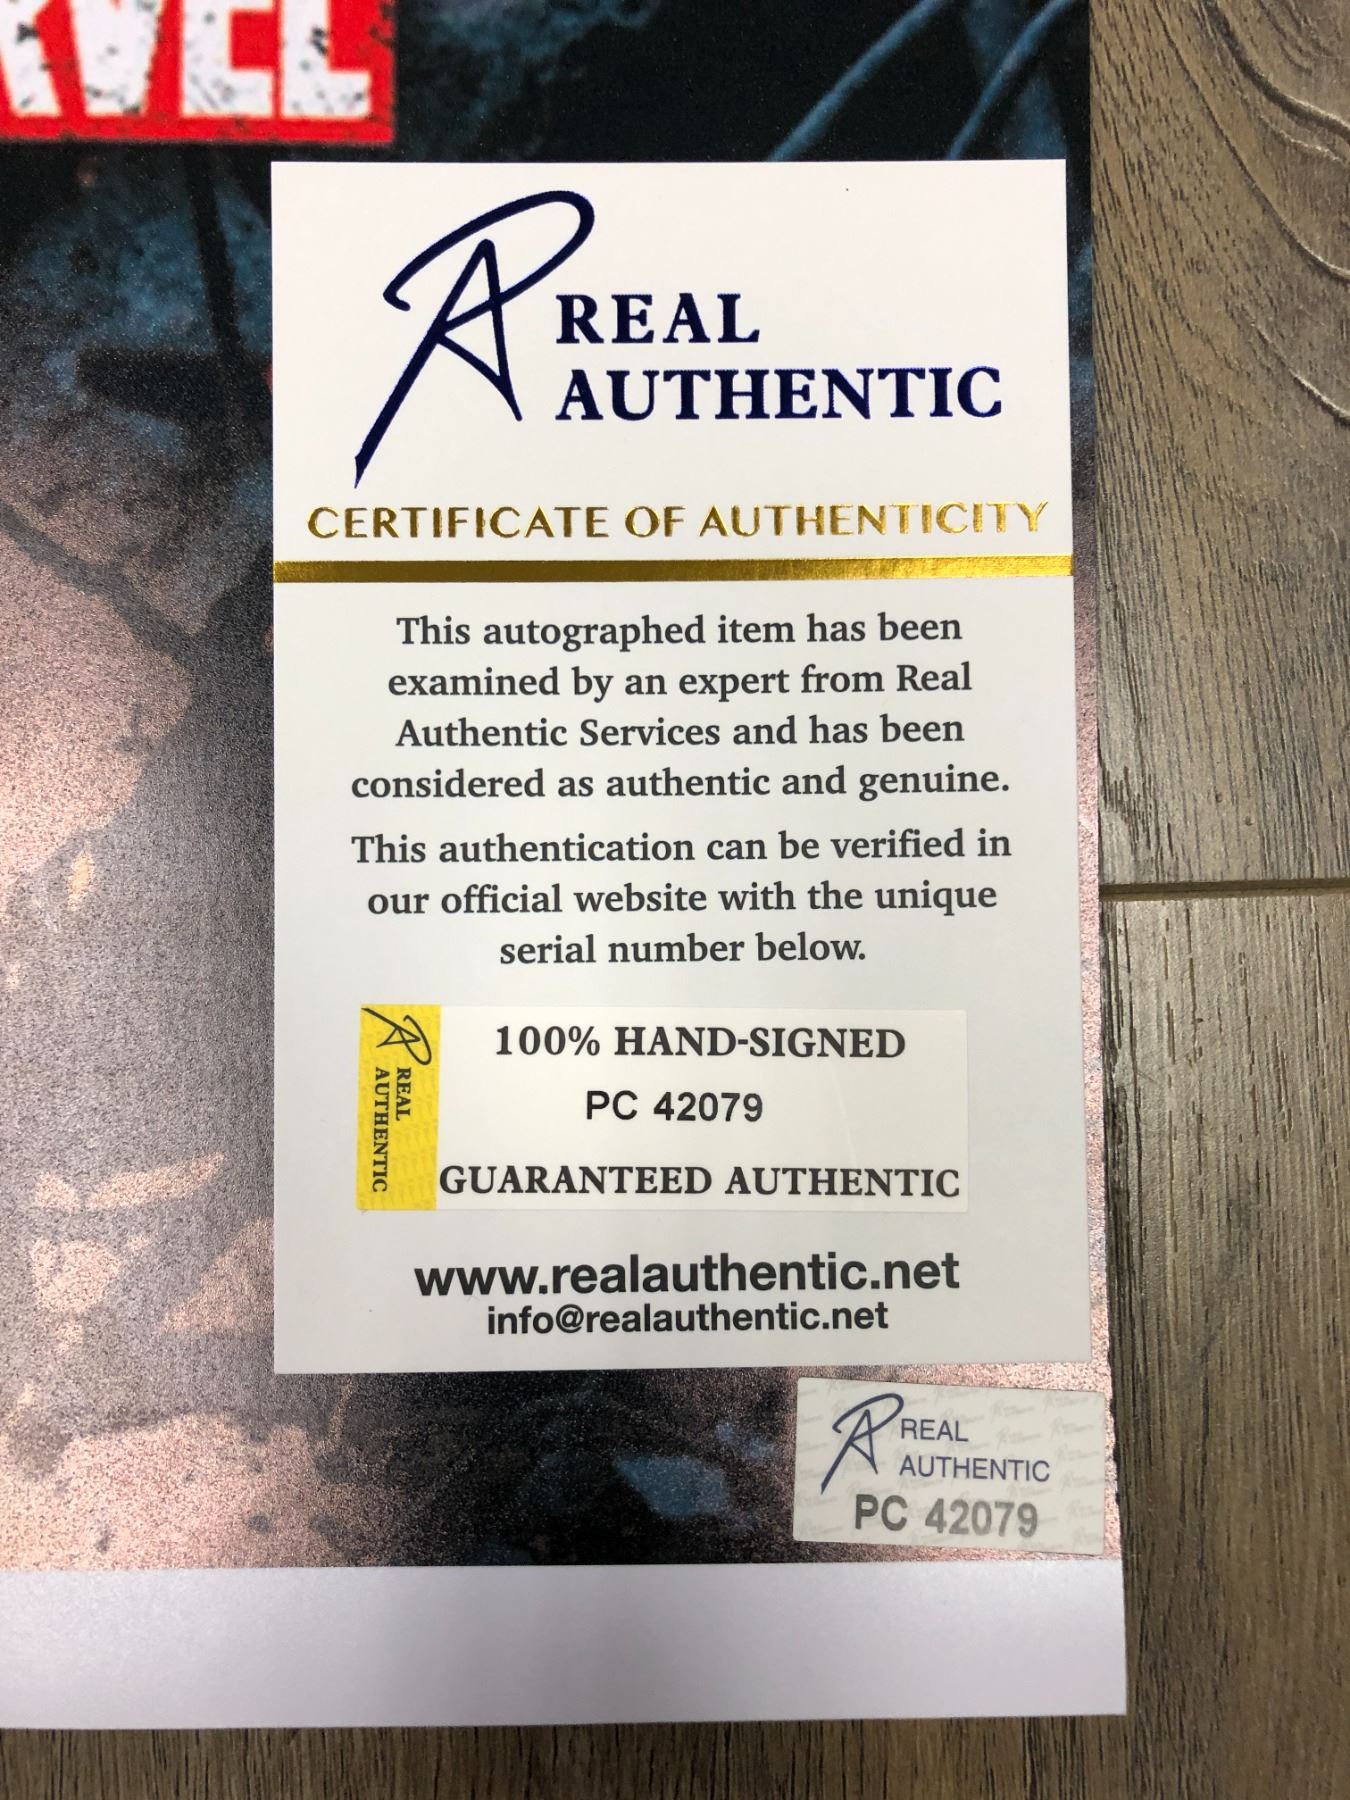 RVEL
REAL
AUTHENTIC
CERTIFICATE OF AUTHENTICITY
This autographed item has been
examined by an expert from Real
Authentic Services and has been
considered as authentic and genuine.
This authentication can be verified in
our official website with the unique
serial number below.
REAL
AUTHENTIC
100% HAND-SIGNED
PC 42079
GUARANTEED AUTHENTIC
www.realauthentic.net
info@realauthentic.net
REAL
AUTHENTIC
PC 42079